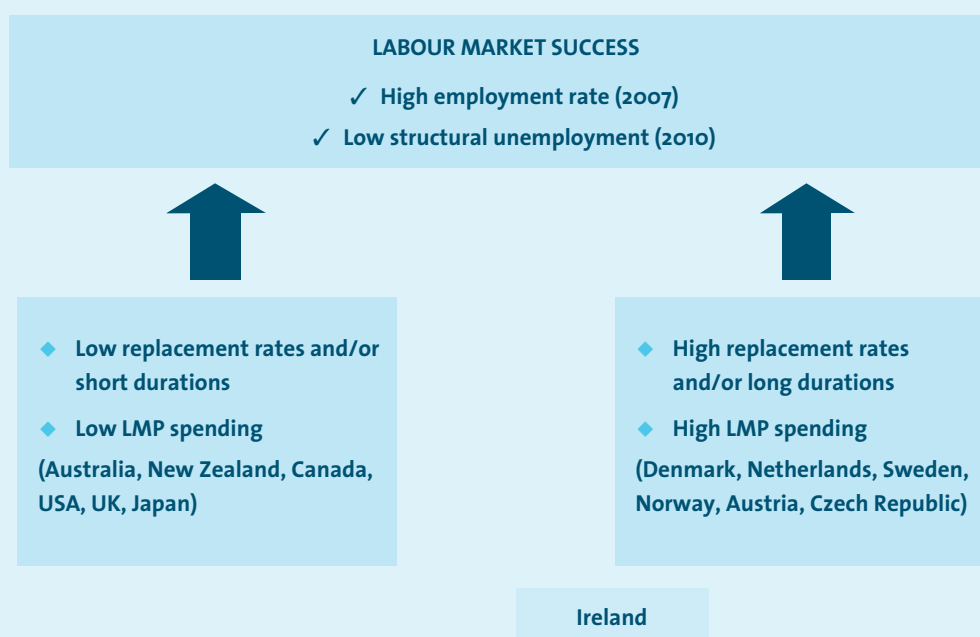 LABOUR MARKET SUCCESS
✓ High employment rate (2007)
✓ Low structural unemployment (2010)
◆ Low replacement rates and/or
short durations
◆ Low LMP spending
(Australia, New Zealand, Canada,
USA, UK, Japan)
◆ High replacement rates
and/or long durations
◆ High LMP spending
(Denmark, Netherlands, Sweden,
Norway, Austria, Czech Republic)
Ireland